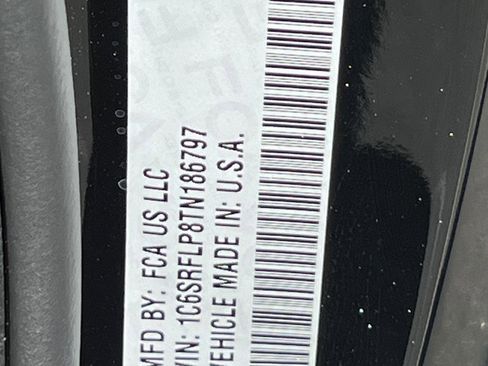 MFD BY: FCA US LLC
VIN: 1C6SRFLP8TN186797
VEHICLE MADE IN: U.S.A.